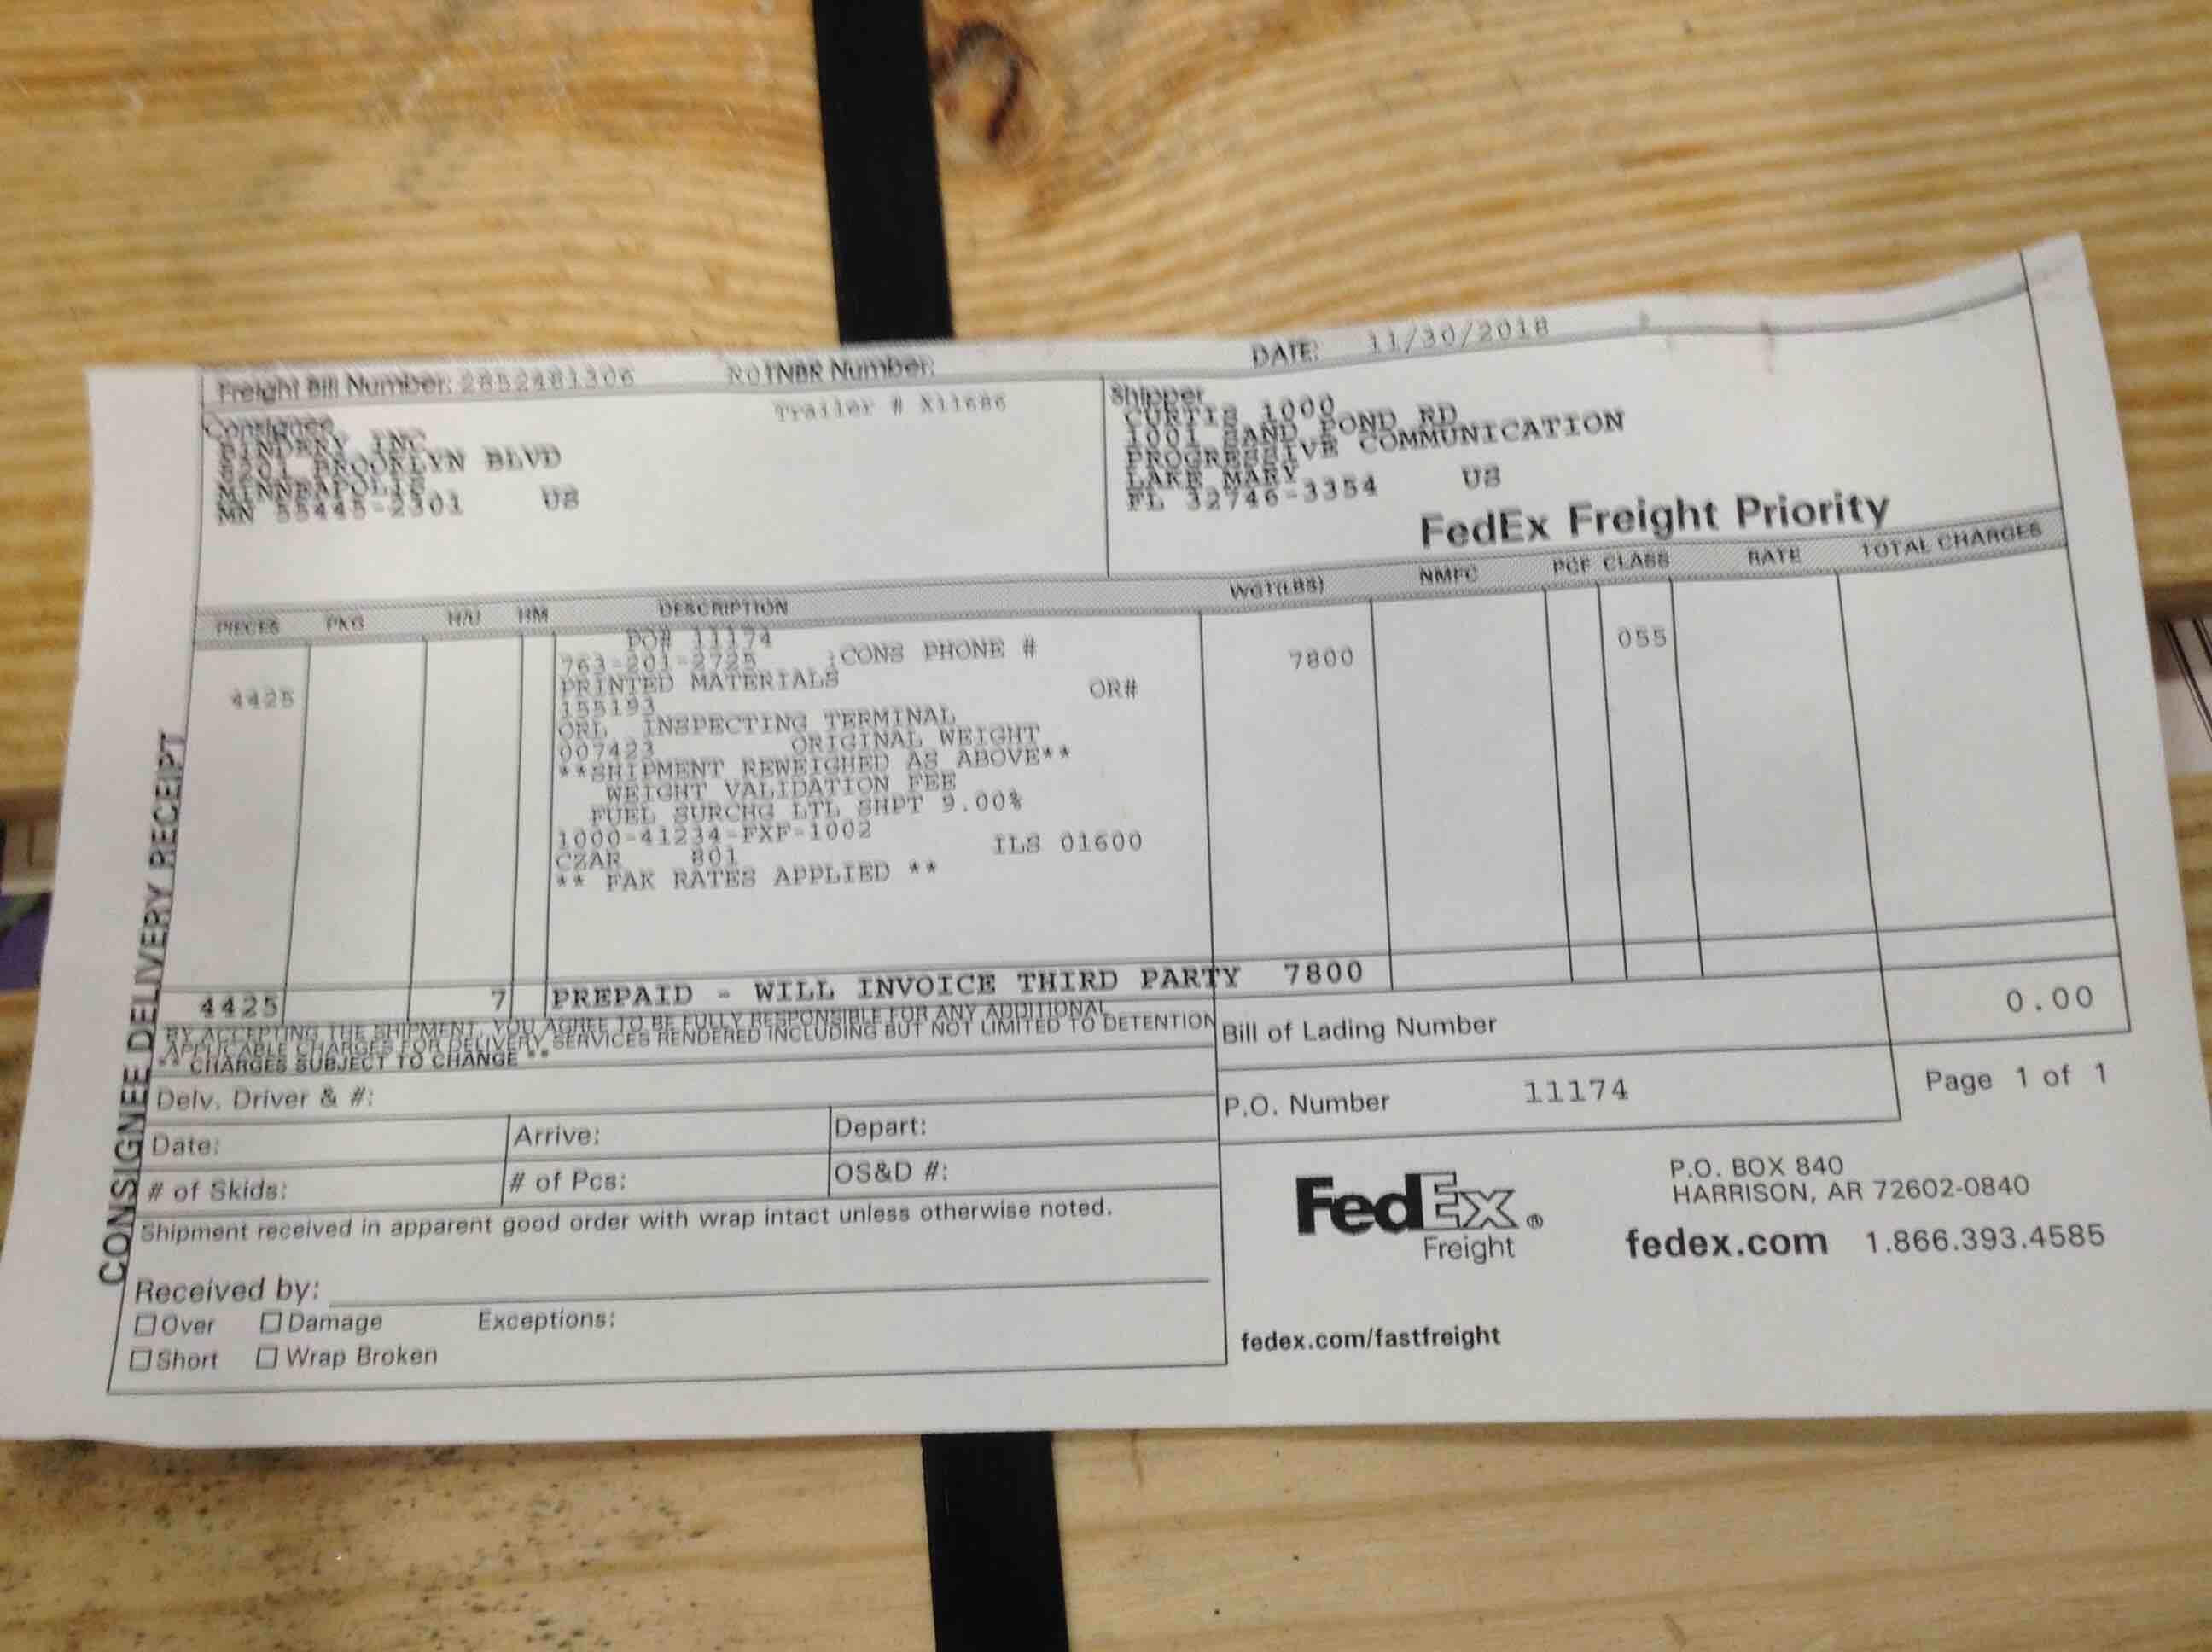 Freight Bill Number: 2852481306 ROTNBR Number: DATE: 11/30/2018
Trailer # X11686
Consignee
BINDERY INC
BROOKLYN BLVD
MINNEAPOLIS
MN 55445-2301 US
Shipper
CURTIS 1000
1001 SAND POND RD
PROGRESSIVE COMMUNICATION
LAKE MARY
FL 32746-3354 US
FedEx Freight Priority
PIECES PKG H/U HM DESCRIPTION WGT(LBS) NMFC PCF CLASS RATE TOTAL CHARGES
PO# 11174
763-201-2725 :CONS PHONE #
4425 PRINTED MATERIALS 7800 055
OR#
155193
ORL INSPECTING TERMINAL
007423 ORIGINAL WEIGHT
**SHIPMENT REWEIGHED AS ABOVE**
WEIGHT VALIDATION FEE
FUEL SURCHG LTL SHPT 9.00%
1000-41234-FXF-1002
CZAR 801 ILS 01600
** FAK RATES APPLIED **
4425 7 PREPAID - WILL INVOICE THIRD PARTY 7800
0.00
BY ACCEPTING THE SHIPMENT, YOU AGREE TO BE FULLY RESPONSIBLE FOR ANY ADDITIONAL
APPLICABLE CHARGES FOR DELIVERY SERVICES RENDERED INCLUDING BUT NOT LIMITED TO DETENTION
** CHARGES SUBJECT TO CHANGE **
Bill of Lading Number
P.O. Number 11174
Page 1 of 1
CONSIGNEE DELIVERY RECEIPT
Delv. Driver & #:
Date: Arrive: Depart:
# of Skids: # of Pcs: OS&D #:
Shipment received in apparent good order with wrap intact unless otherwise noted.
Received by:
Over Damage Exceptions:
Short Wrap Broken
FedEx®
Freight
P.O. BOX 840
HARRISON, AR 72602-0840
fedex.com 1.866.393.4585
fedex.com/fastfreight